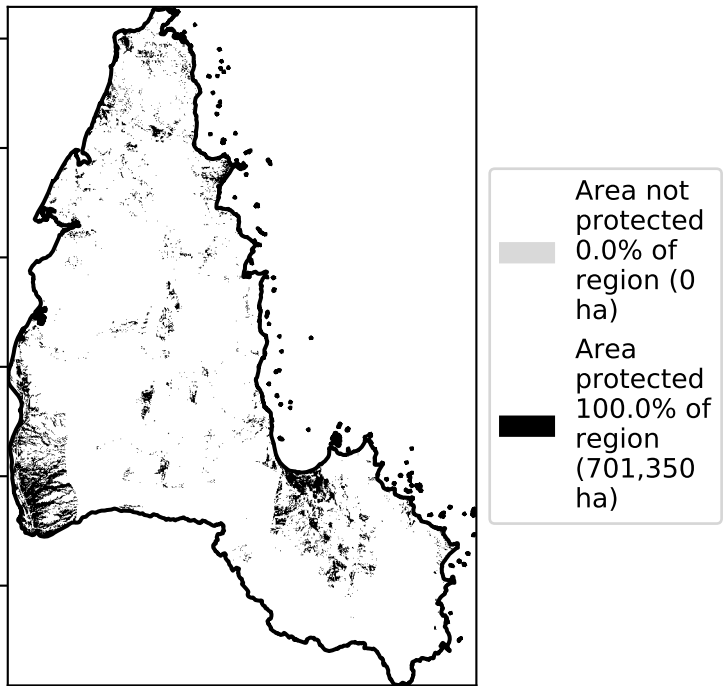 Area not
protected
0.0% of
region (0
ha)
Area
protected
100.0% of
region
(701,350
ha)